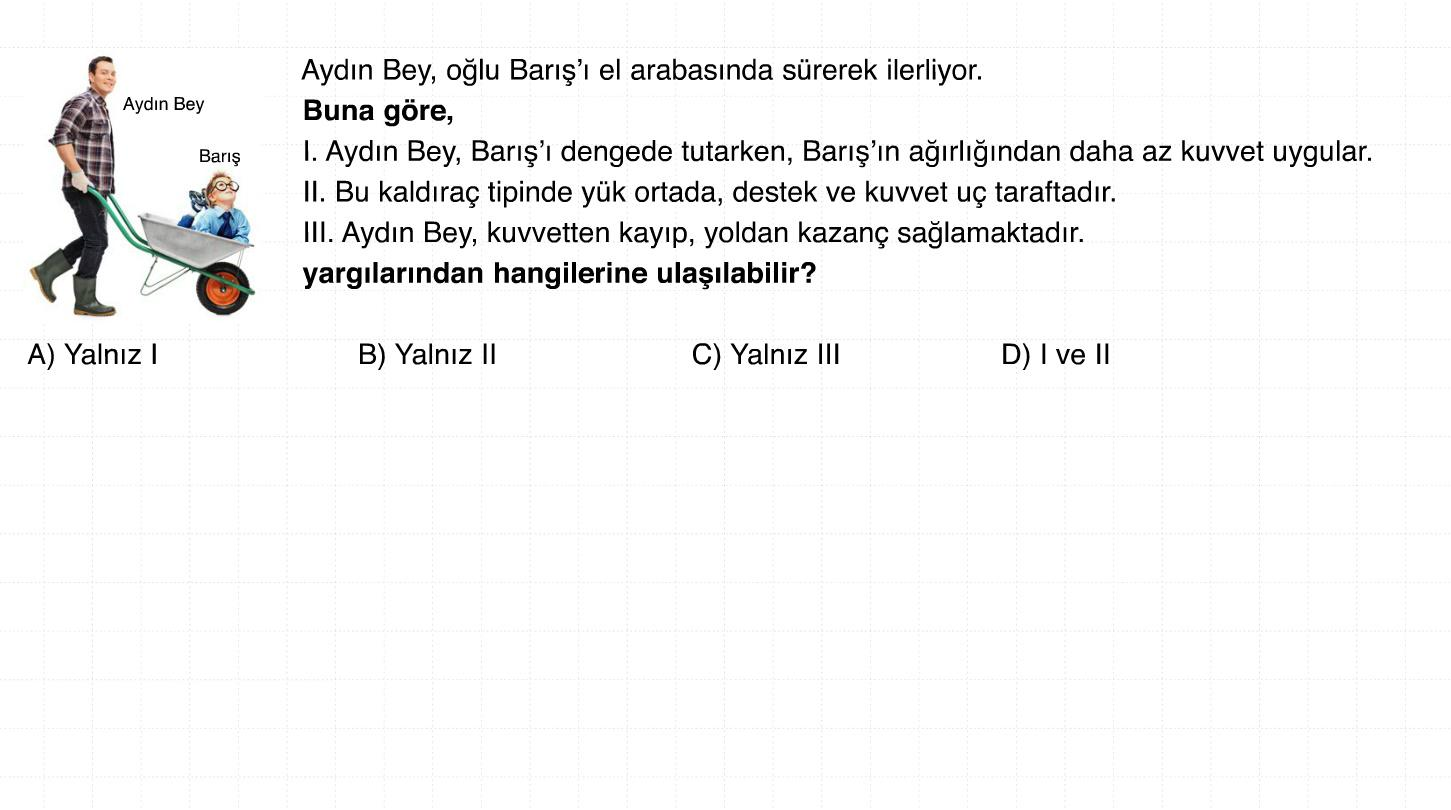 Aydın Bey
Barış
Aydın Bey, oğlu Barış’ı el arabasında sürerek ilerliyor.
Buna göre,
I. Aydın Bey, Barış’ı dengede tutarken, Barış’ın ağırlığından daha az kuvvet uygular.
II. Bu kaldıraç tipinde yük ortada, destek ve kuvvet uç taraftadır.
III. Aydın Bey, kuvvetten kayıp, yoldan kazanç sağlamaktadır.
yargılarından hangilerine ulaşılabilir?
A) Yalnız I B) Yalnız II C) Yalnız III D) I ve II